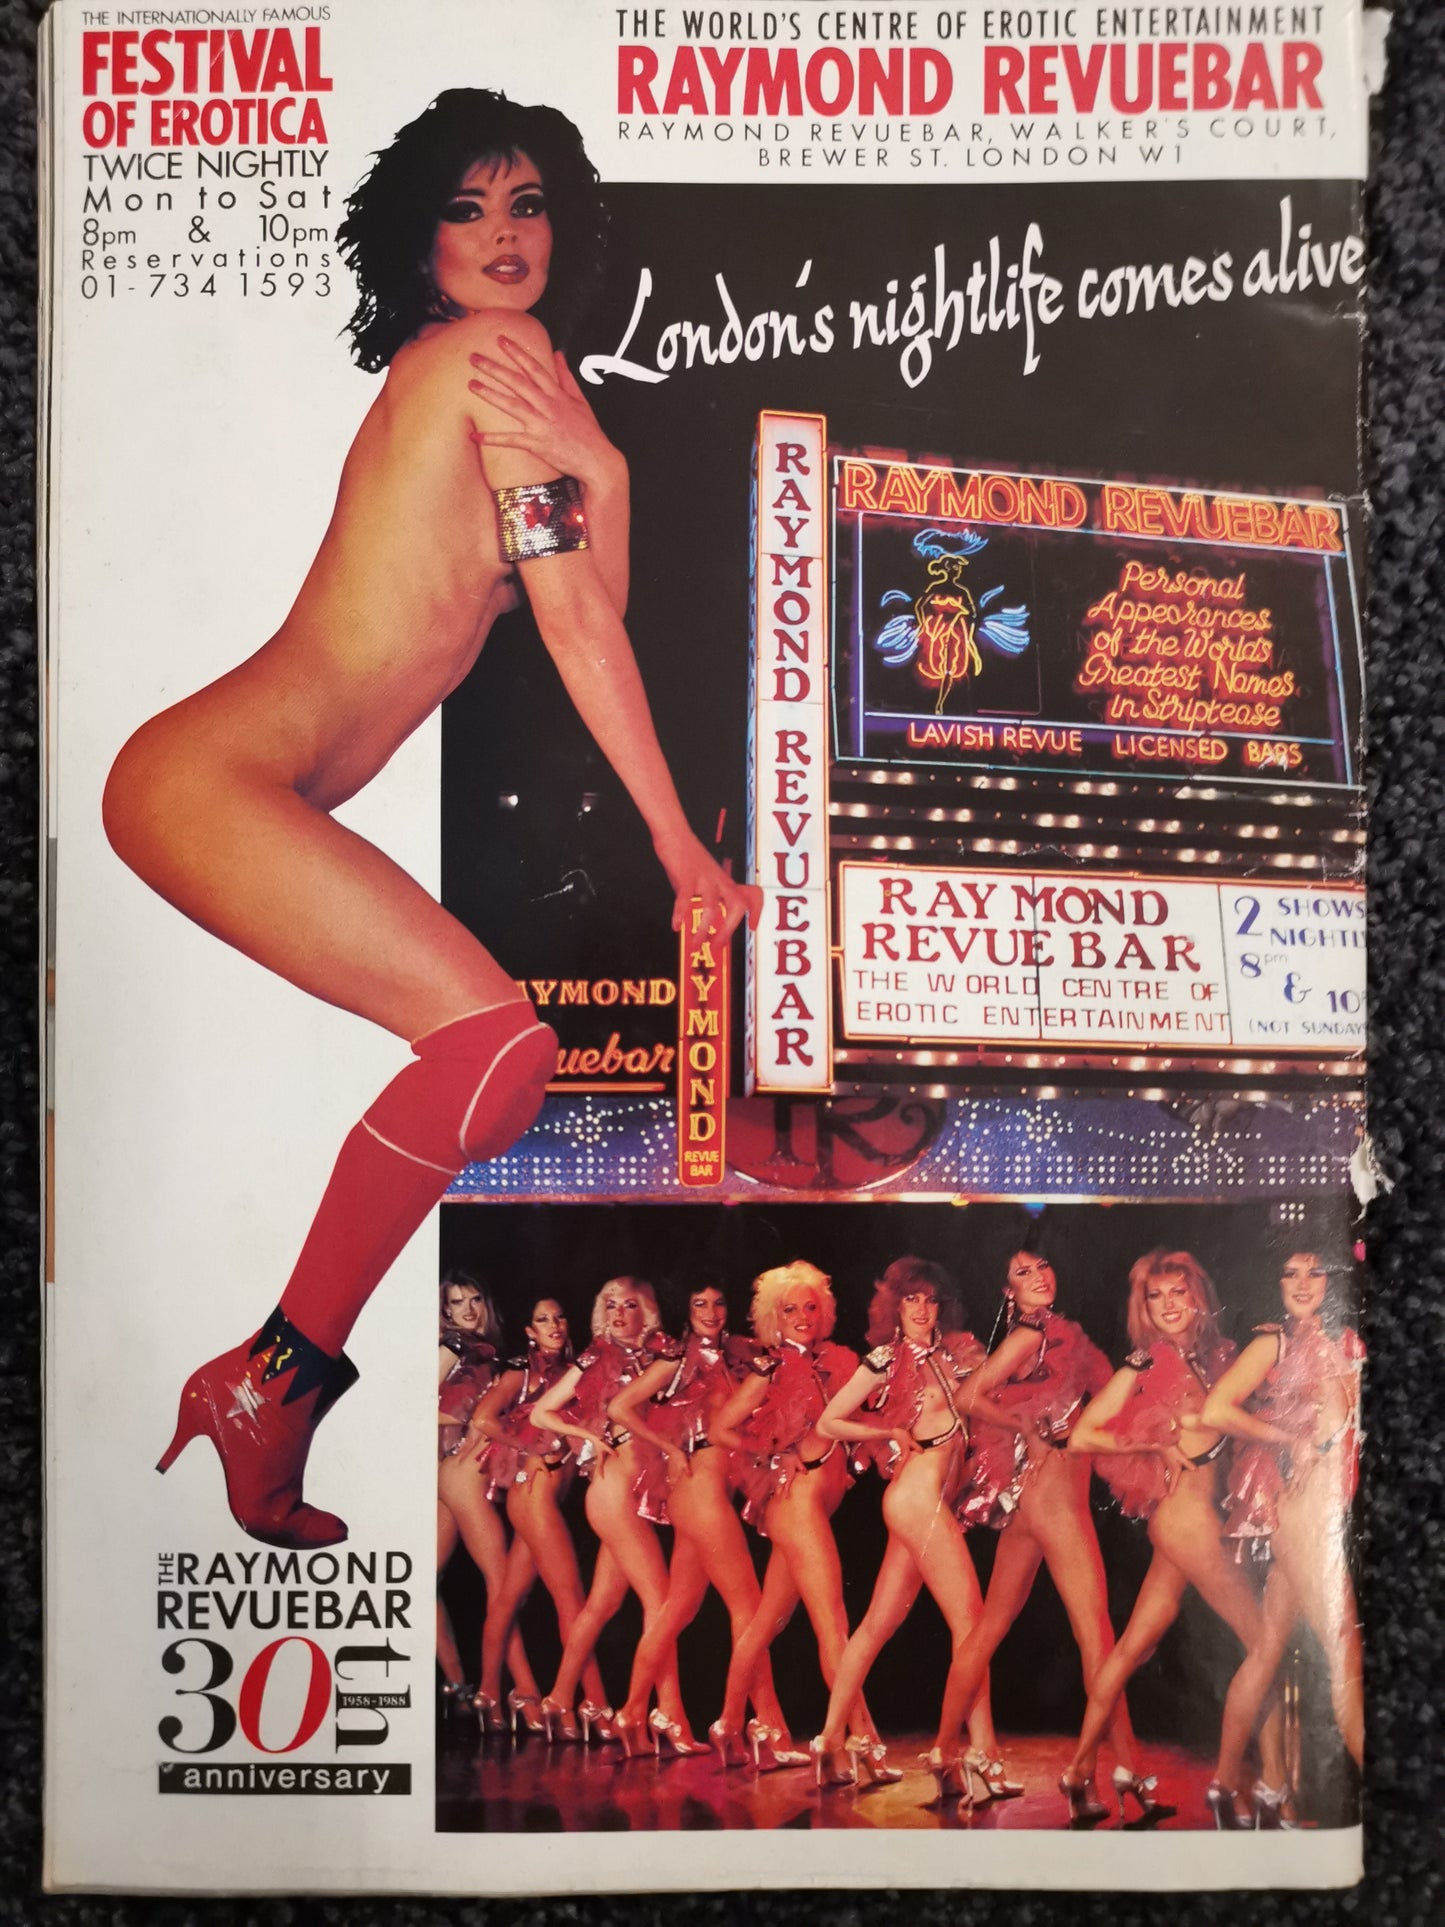 THE INTERNATIONALLY FAMOUS
FESTIVAL
OF EROTICA
TWICE NIGHTLY
Mon to Sat
8pm & 10pm
Reservations
01-734 1593
THE WORLD'S CENTRE OF EROTIC ENTERTAINMENT
RAYMOND REVUEBAR
RAYMOND REVUEBAR, WALKER'S COURT,
BREWER ST. LONDON W1
London's nightlife comes alive
RAYMOND REVUEBAR
RAYMOND REVUEBAR
Personal
Appearances
of the Worlds
Greatest Names
in Striptease
LAVISH REVUE LICENSED BARS
RAYMOND
REVUEBAR
THE WORLD CENTRE OF
EROTIC ENTERTAINMENT
2 SHOWS
NIGHTLY
8pm
& 10
(NOT SUNDAY
AYMOND
uebar
RAYMOND
REVUE
BAR
THE RAYMOND
REVUEBAR
30th
1958-1988
anniversary